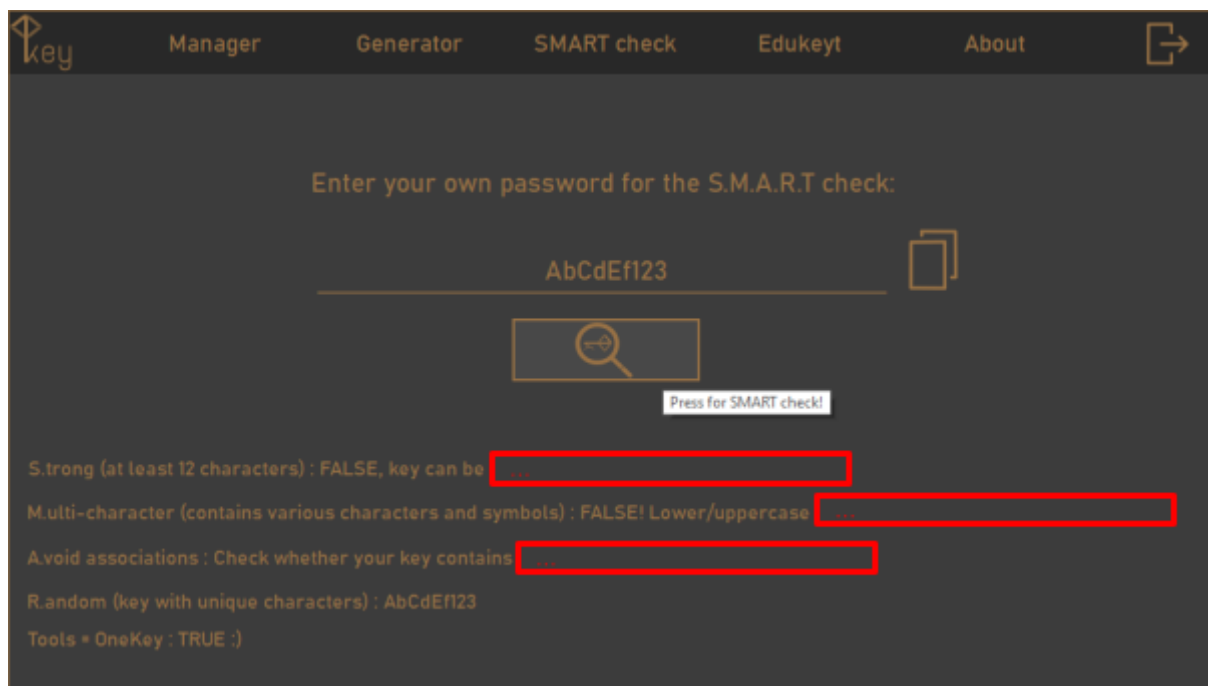 key Manager Generator SMART check Edukeyt About
Enter your own password for the S.M.A.R.T check:
AbCdEf123
Press for SMART check!
S.trong (at least 12 characters) : FALSE, key can be ...
M.ulti-character (contains various characters and symbols) : FALSE! Lower/uppercase ...
A.void associations : Check whether your key contains ...
R.andom (key with unique characters) : AbCdEf123
Tools = OneKey : TRUE :)